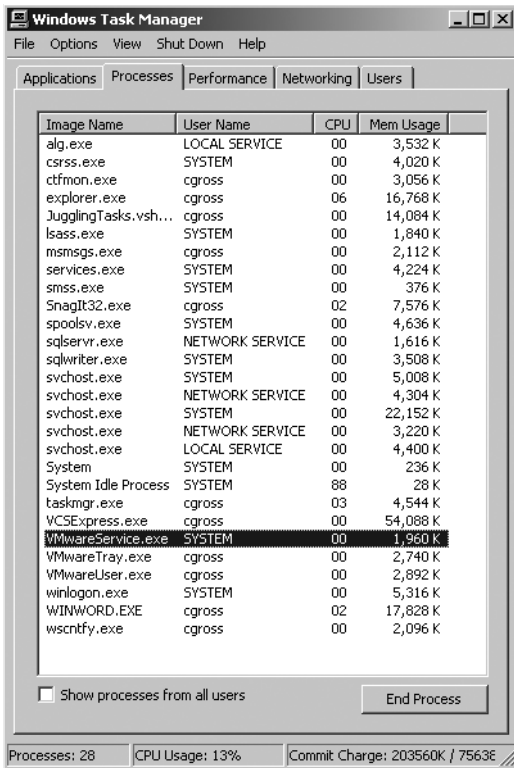 Windows Task Manager
File Options View Shut Down Help
Applications Processes Performance Networking Users
Image Name User Name CPU Mem Usage
alg.exe LOCAL SERVICE 00 3,532 K
csrss.exe SYSTEM 00 4,020 K
ctfmon.exe cgross 00 3,056 K
explorer.exe cgross 06 16,768 K
JugglingTasks.vsh... cgross 00 14,084 K
lsass.exe SYSTEM 00 1,840 K
msmsgs.exe cgross 00 2,112 K
services.exe SYSTEM 00 4,224 K
smss.exe SYSTEM 00 376 K
SnagIt32.exe cgross 02 7,576 K
spoolsv.exe SYSTEM 00 4,636 K
sqlservr.exe NETWORK SERVICE 00 1,616 K
sqlwriter.exe SYSTEM 00 3,508 K
svchost.exe SYSTEM 00 5,008 K
svchost.exe NETWORK SERVICE 00 4,304 K
svchost.exe SYSTEM 00 22,152 K
svchost.exe NETWORK SERVICE 00 3,220 K
svchost.exe LOCAL SERVICE 00 4,400 K
System SYSTEM 00 236 K
System Idle Process SYSTEM 88 28 K
taskmgr.exe cgross 03 4,544 K
VCSExpress.exe cgross 00 54,088 K
VMwareService.exe SYSTEM 00 1,960 K
VMwareTray.exe cgross 00 2,740 K
VMwareUser.exe cgross 00 2,892 K
winlogon.exe SYSTEM 00 5,316 K
WINWORD.EXE cgross 02 17,828 K
wscntfy.exe cgross 00 2,096 K
Show processes from all users End Process
Processes: 28 CPU Usage: 13% Commit Charge: 203560K / 7563